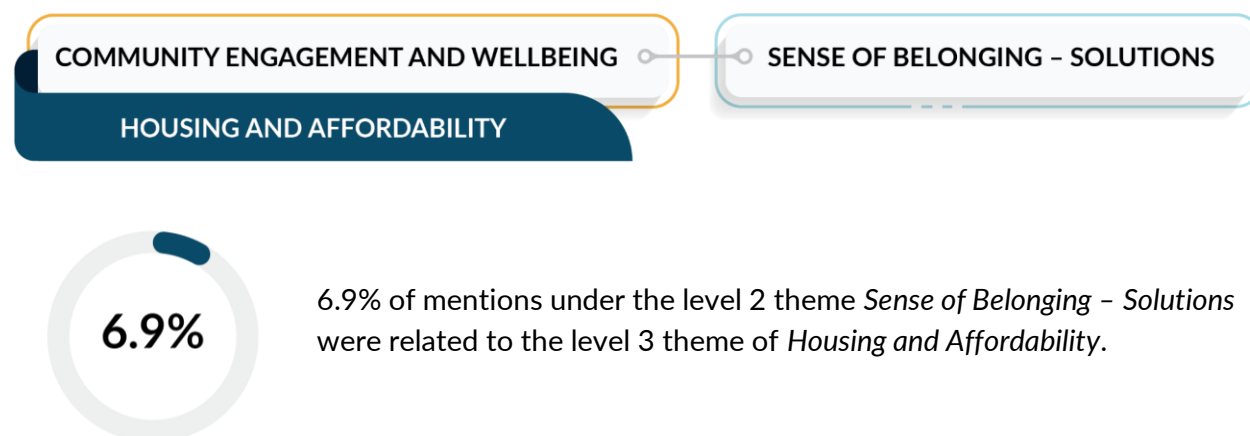 COMMUNITY ENGAGEMENT AND WELLBEING
SENSE OF BELONGING – SOLUTIONS
HOUSING AND AFFORDABILITY
6.9%
6.9% of mentions under the level 2 theme Sense of Belonging – Solutions
were related to the level 3 theme of Housing and Affordability.